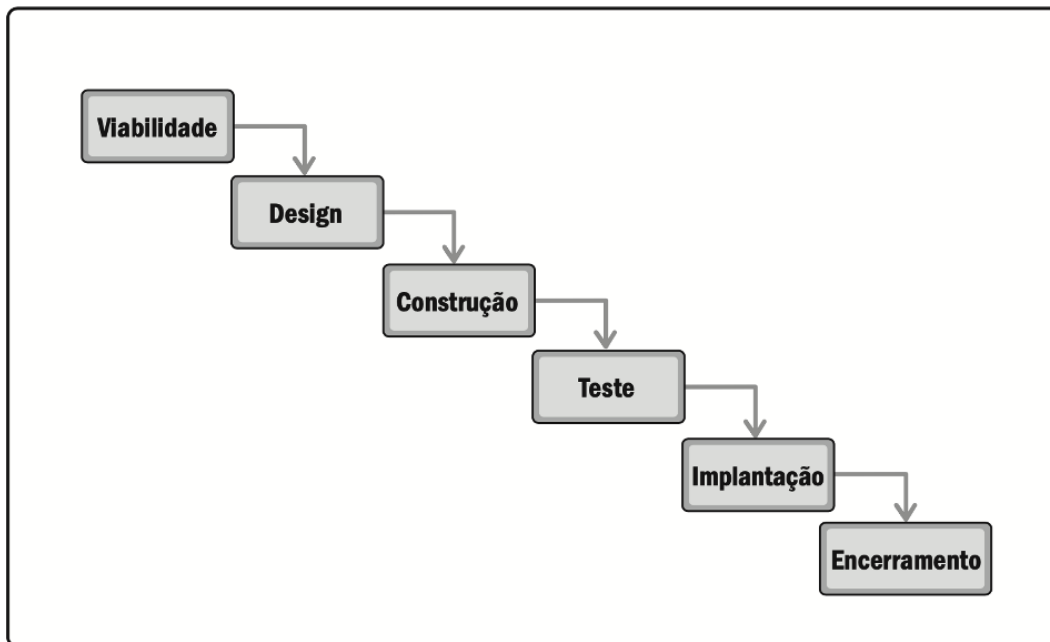 Viabilidade
Design
Construção
Teste
Implantação
Encerramento